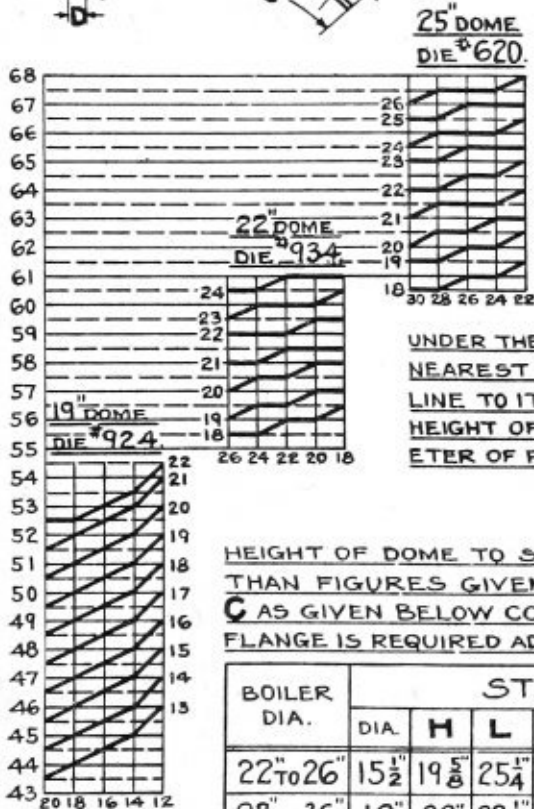 D
25" DOME
DIE #620.
68
67
66
65
64
63
62
61
60
59
58
57
56
55
54
53
52
51
50
49
48
47
46
45
44
43
26
25
24
23
22
21
20
19
18
30 28 26 24 22
22" DOME
DIE #934
24
23
22
21
20
19
18
26 24 22 20 18
19" DOME
DIE #924
22
21
20
19
18
17
16
15
14
13
20 18 16 14 12
UNDER THE
NEAREST
LINE TO IT
HEIGHT OF
ETER OF
HEIGHT OF DOME TO S
THAN FIGURES GIVEN
C AS GIVEN BELOW CO
FLANGE IS REQUIRED AD
BOILER DIA.
ST
DIA. H L
22" TO 26" 15½" 19⅝" 25¼"